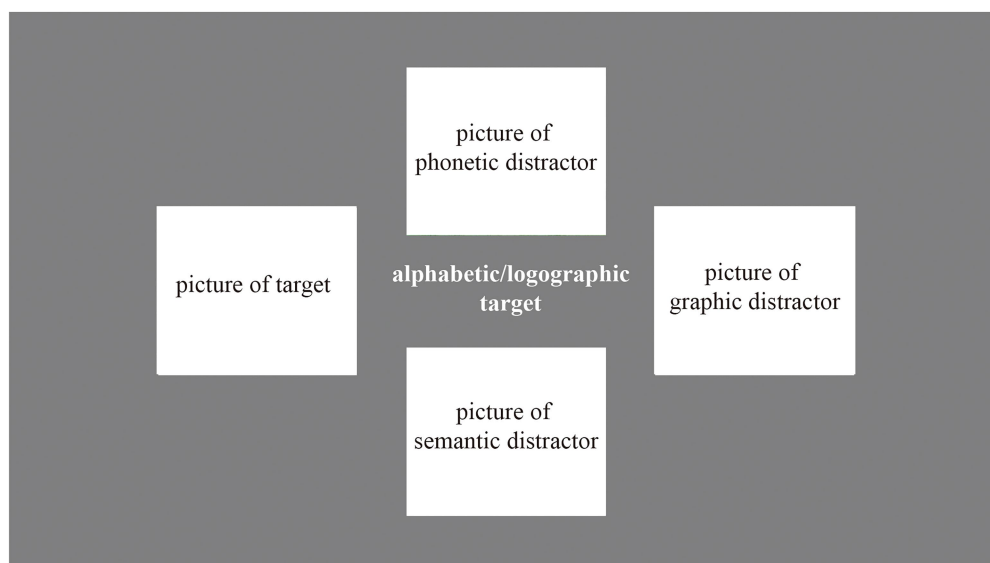 picture of
phonetic distractor
picture of target
alphabetic/logographic
target
picture of
graphic distractor
picture of
semantic distractor